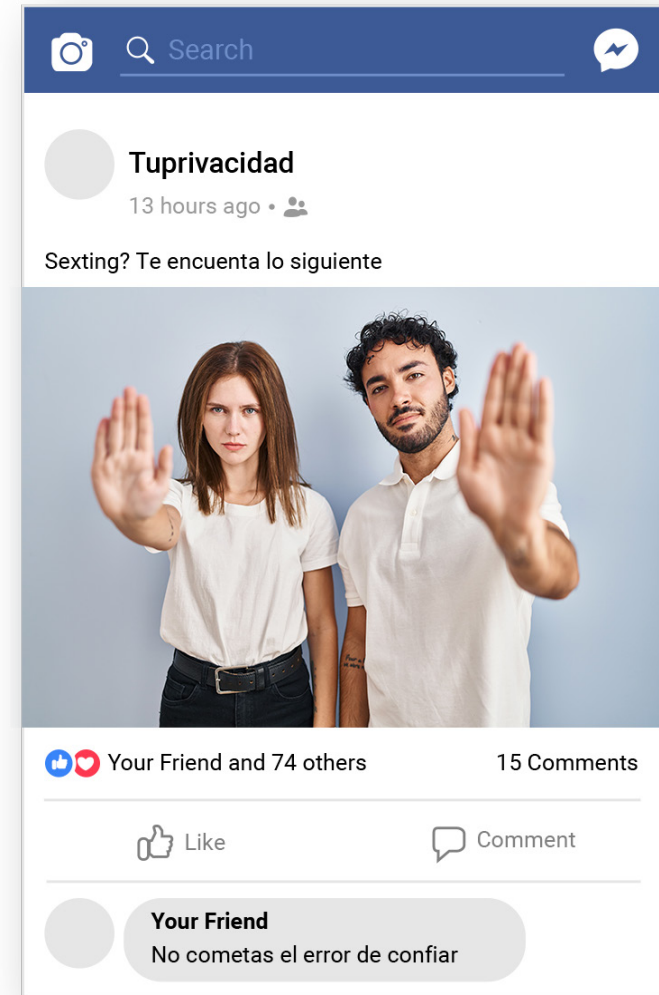 Search
Tuprivacidad
13 hours ago •
Sexting? Te encuenta lo siguiente
Your Friend and 74 others
15 Comments
Like
Comment
Your Friend
No cometas el error de confiar